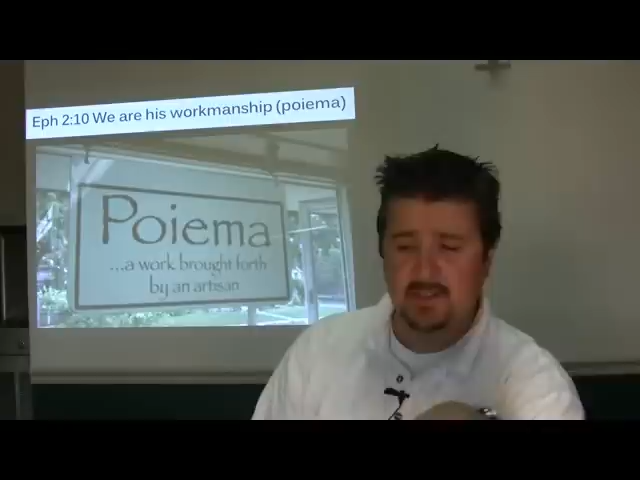 Eph 2:10 We are his workmanship (poiema)
Poiema
...a work brought forth
by an artisan